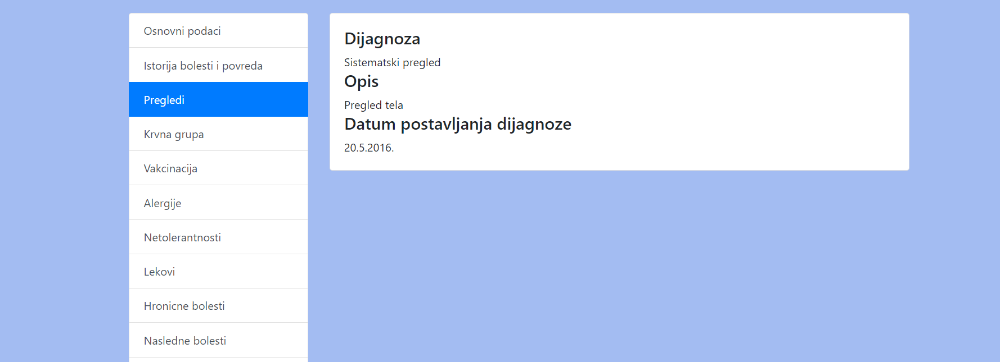 Osnovni podaci
Istorija bolesti i povreda
Pregledi
Krvna grupa
Vakcinacija
Alergije
Netolerantnosti
Lekovi
Hronicne bolesti
Nasledne bolesti
Dijagnoza
Sistematski pregled
Opis
Pregled tela
Datum postavljanja dijagnoze
20.5.2016.